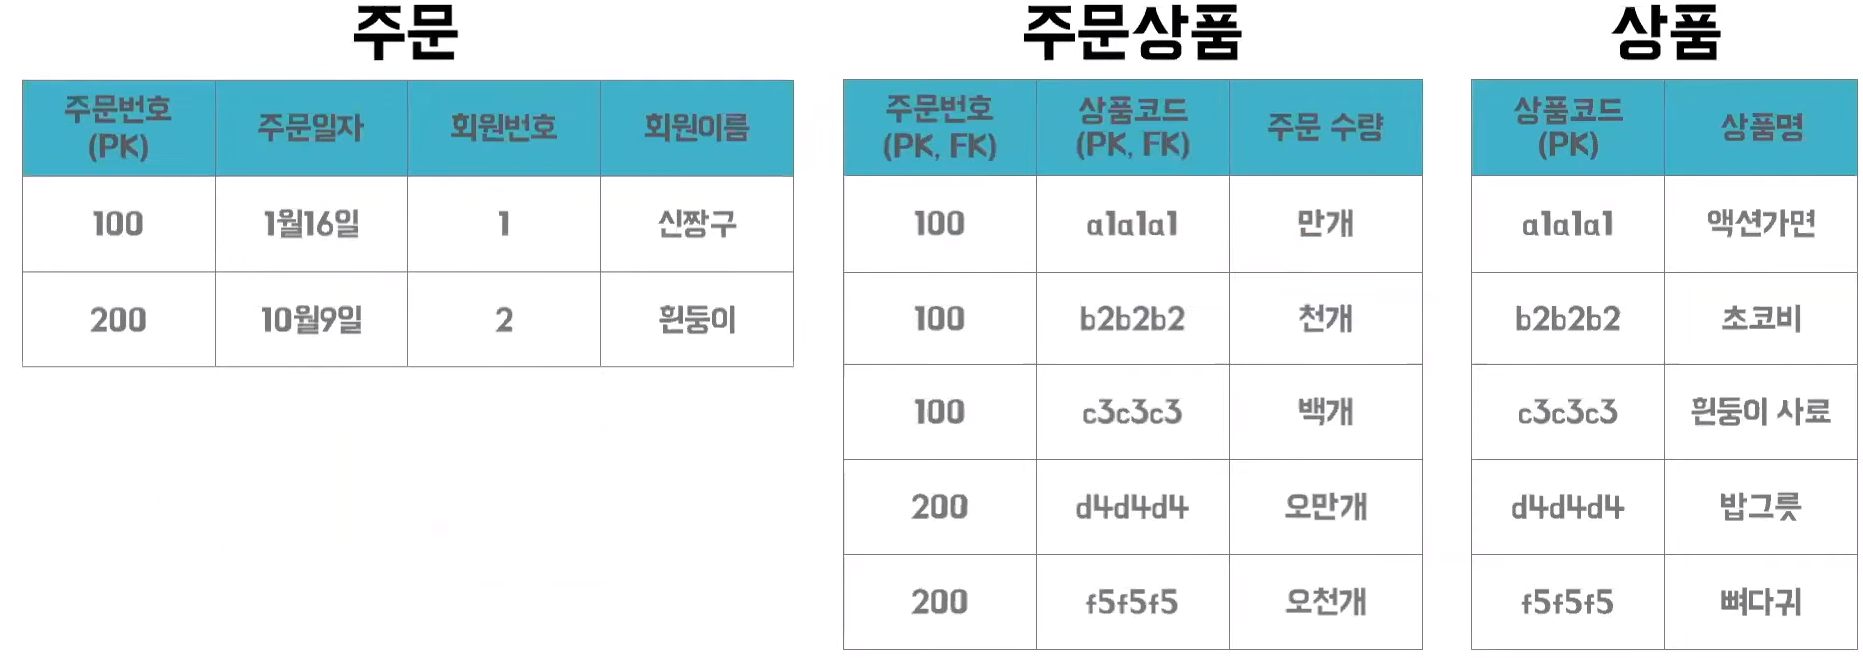 주문
주문번호
(PK)
주문일자
회원번호
회원이름
100
1월16일
1
신짱구
200
10월9일
2
흰둥이
주문상품
주문번호
(PK, FK)
상품코드
(PK, FK)
주문 수량
100
a1a1a1
만개
100
b2b2b2
천개
100
c3c3c3
백개
200
d4d4d4
오만개
200
f5f5f5
오천개
상품
상품코드
(PK)
상품명
a1a1a1
액션가면
b2b2b2
초코비
c3c3c3
흰둥이 사료
d4d4d4
밥그릇
f5f5f5
뼈다귀